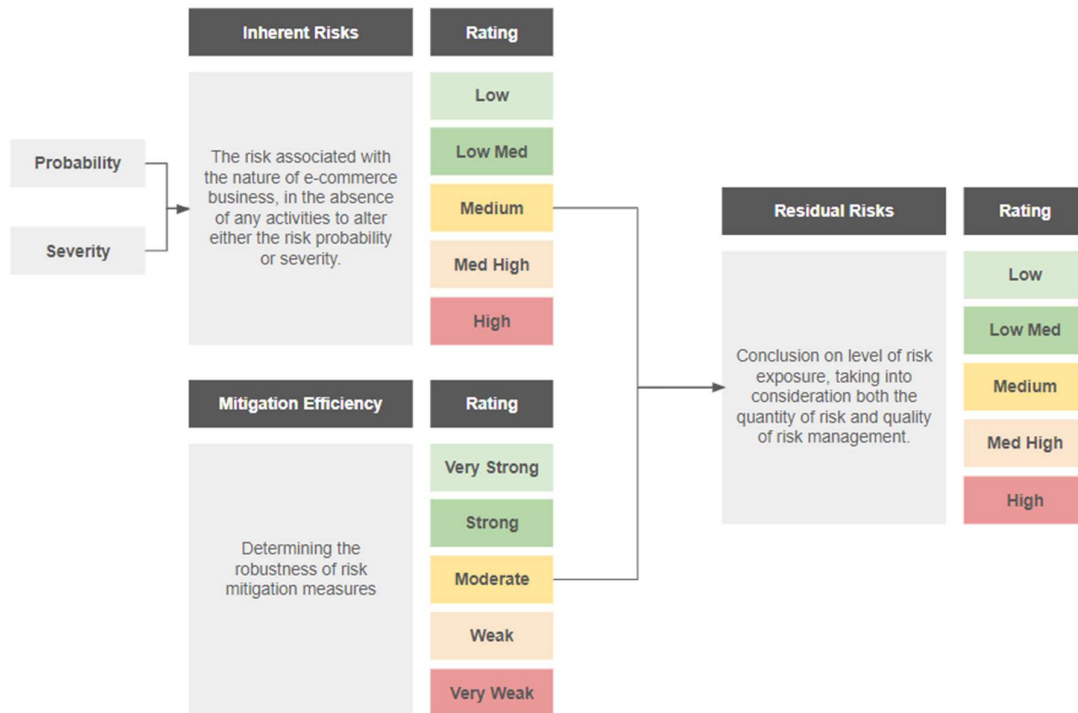 Inherent Risks
Rating
Probability
Severity
The risk associated with
the nature of e-commerce
business, in the absence
of any activities to alter
either the risk probability
or severity.
Low
Low Med
Medium
Med High
High
Mitigation Efficiency
Rating
Determining the
robustness of risk
mitigation measures
Very Strong
Strong
Moderate
Weak
Very Weak
Residual Risks
Rating
Conclusion on level of risk
exposure, taking into
consideration both the
quantity of risk and quality
of risk management.
Low
Low Med
Medium
Med High
High